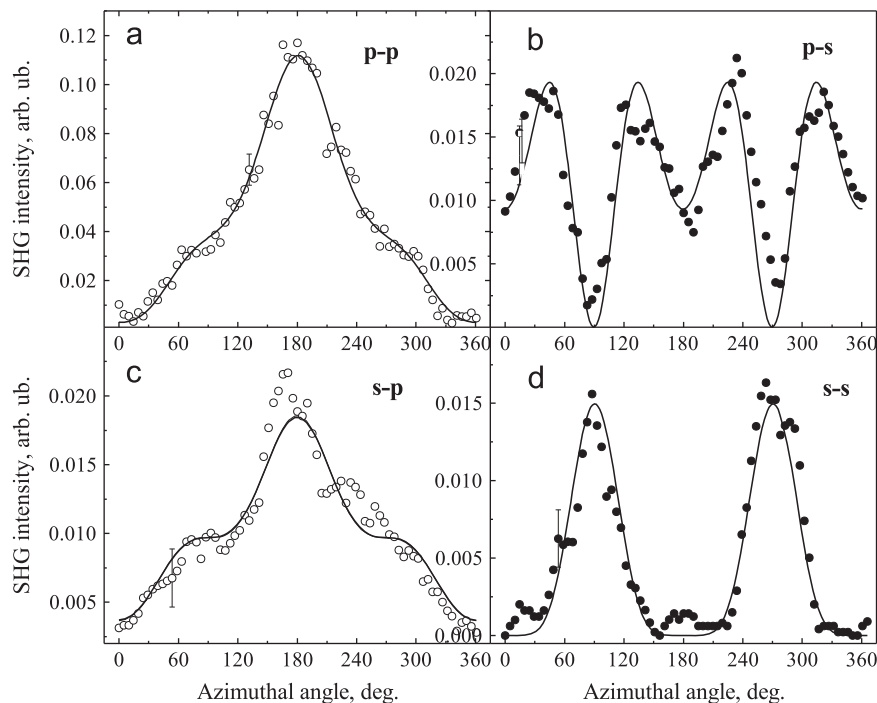 a
p-p
SHG intensity, arb. ub.
0.12
0.10
0.08
0.06
0.04
0.02
0 60 120 180 240 300 360
b
p-s
0.020
0.015
0.010
0.005
0 60 120 180 240 300 360
c
s-p
SHG intensity, arb. ub.
0.020
0.015
0.010
0.005
0 60 120 180 240 300 360
Azimuthal angle, deg.
d
s-s
0.015
0.010
0.005
0.000
0 60 120 180 240 300 360
Azimuthal angle, deg.